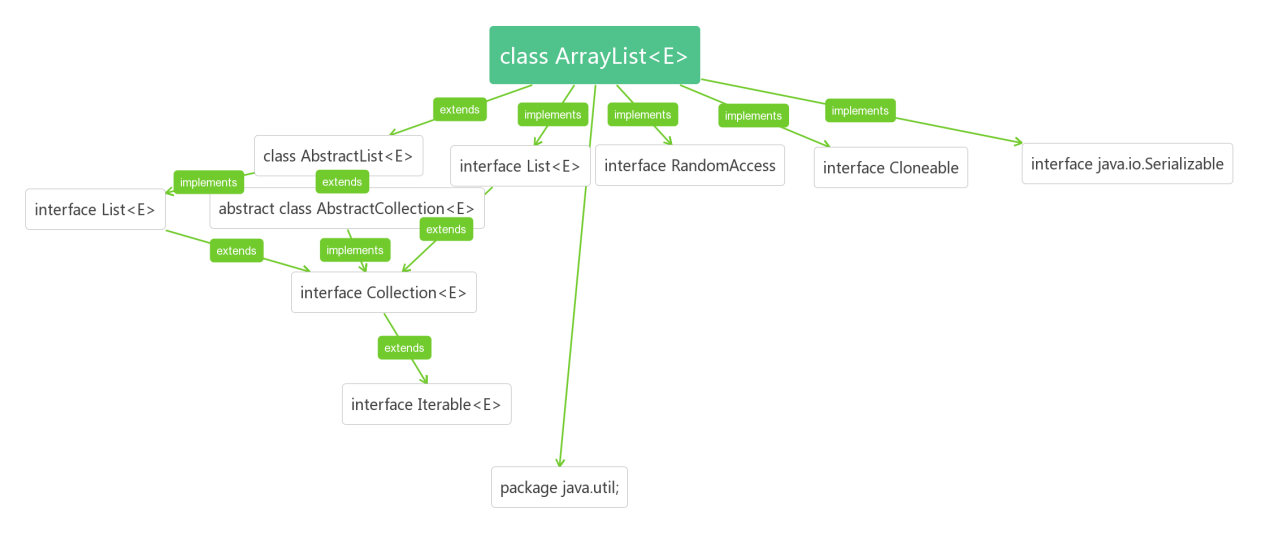 class ArrayList<E>
extends
implements
implements
implements
implements
class AbstractList<E>
interface List<E>
interface RandomAccess
interface Cloneable
interface java.io.Serializable
implements
extends
interface List<E>
abstract class AbstractCollection<E>
extends
implements
extends
interface Collection<E>
extends
interface Iterable<E>
package java.util;